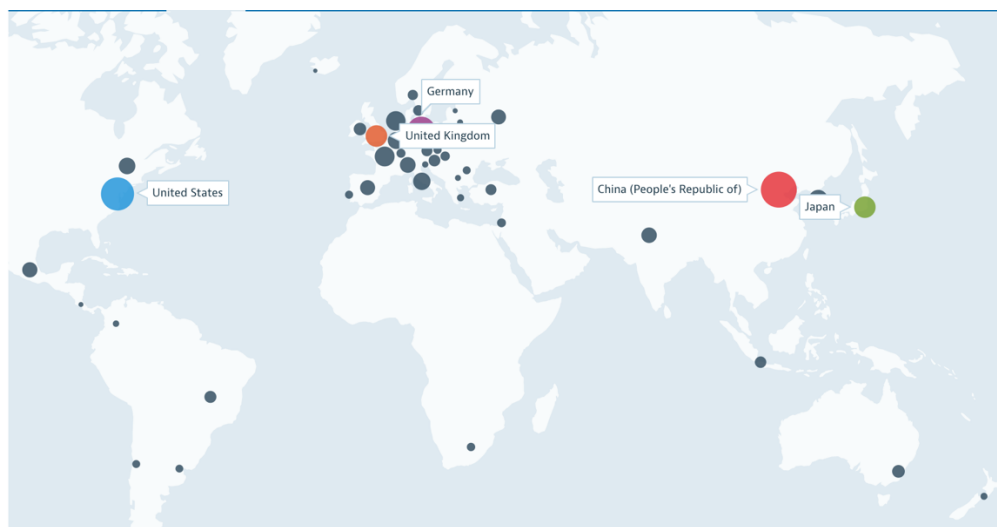 Germany
United Kingdom
United States
China (People's Republic of)
Japan